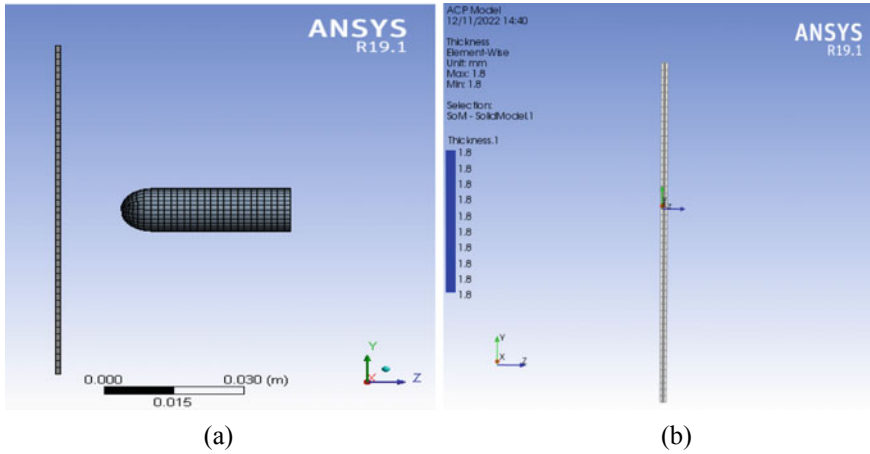 ANSYS
R19.1
Y
X
Z
0.000
0.030 (m)
0.015
(a)
ACP Model
12/11/2022 14:40
Thickness
Element-Wise
Unit: mm
Max: 1.8
Min: 1.8
Selection:
SoM - SolidModel.1
Thickness.1
1.8
1.8
1.8
1.8
1.8
1.8
1.8
1.8
1.8
1.8
ANSYS
R19.1
Z
Y
X
Z
(b)